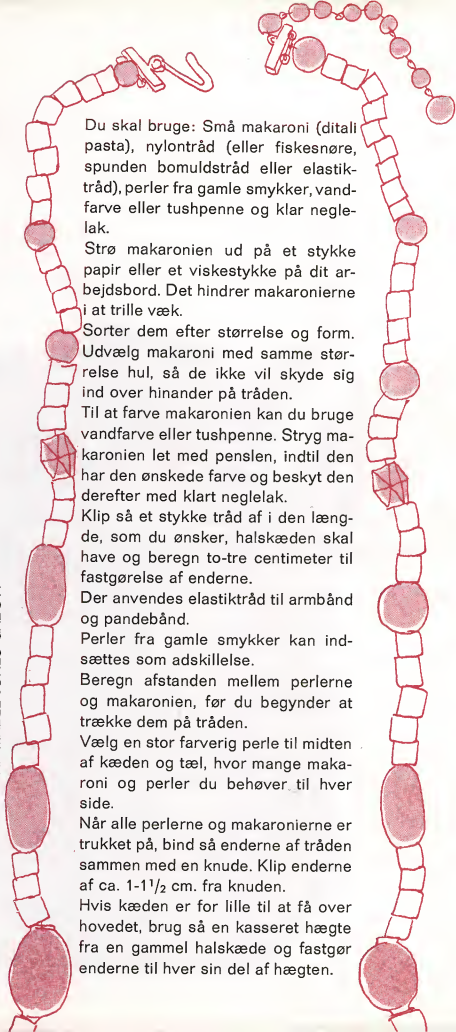 Du skal bruge: Små makaroni (ditali
pasta), nylontråd (eller fiskesnøre,
spunden bomuldstråd eller elastik-
tråd), perler fra gamle smykker, vand-
farve eller tushpenne og klar negle-
lak.
Strø makaronien ud på et stykke
papir eller et viskestykke på dit ar-
bejdsbord. Det hindrer makaronierne
i at trille væk.
Sorter dem efter størrelse og form.
Udvælg makaroni med samme stør-
relse hul, så de ikke vil skyde sig
ind over hinander på tråden.
Til at farve makaronien kan du bruge
vandfarve eller tushpenne. Stryg ma-
karonien let med penslen, indtil den
har den ønskede farve og beskyt den
derefter med klart neglelak.
Klip så et stykke tråd af i den læng-
de, som du ønsker, halskæden skal
have og beregn to-tre centimeter til
fastgørelse af enderne.
Der anvendes elastiktråd til armbånd
og pandebånd.
Perler fra gamle smykker kan ind-
sættes som adskillelse.
Beregn afstanden mellem perlerne
og makaronien, før du begynder at
trække dem på tråden.
Vælg en stor farverig perle til midten
af kæden og tæl, hvor mange maka-
roni og perler du behøver til hver
side.
Når alle perlerne og makaronierne er
trukket på, bind så enderne af tråden
sammen med en knude. Klip enderne
af ca. 1-1½ cm. fra knuden.
Hvis kæden er for lille til at få over
hovedet, brug så en kasseret hægte
fra en gammel halskæde og fastgør
enderne til hver sin del af hægten.